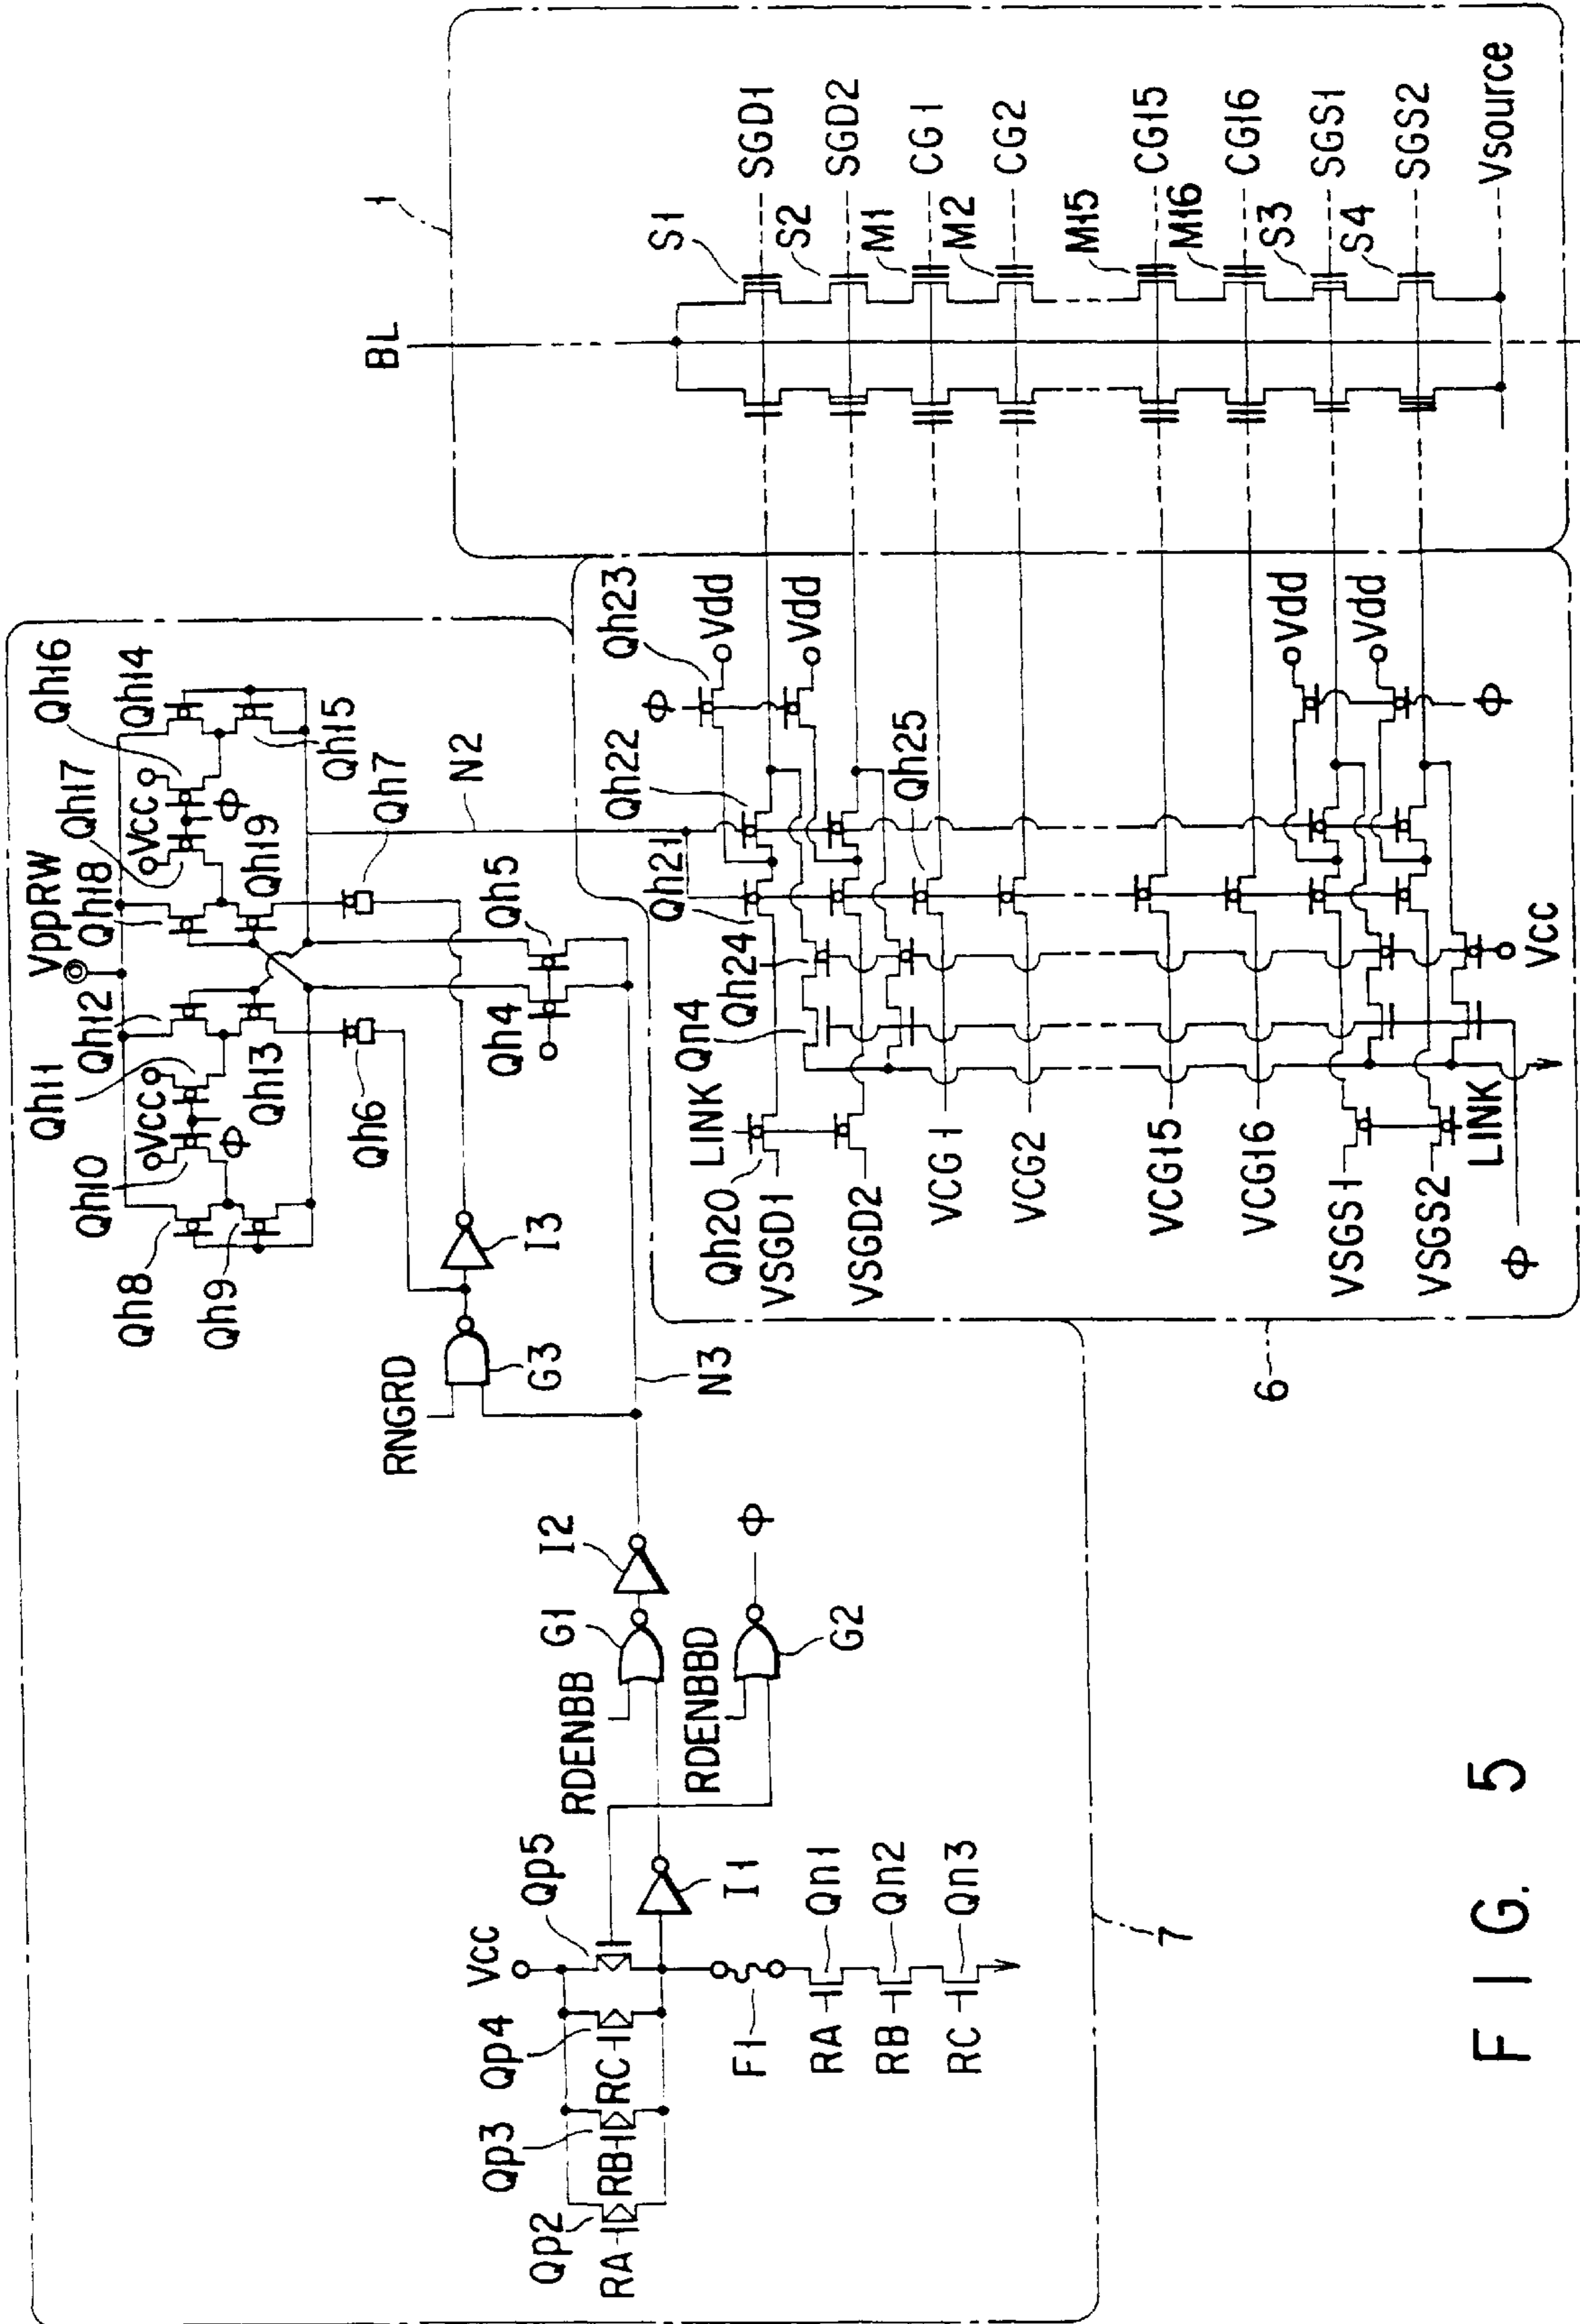 1
BL
S1
SGD1
S2
SGD2
M1
CG1
M2
CG2
M15
CG15
M16
CG16
S3
SGS1
S4
SGS2
Vsource
Qh16
Qh14
Qh17
Vcc
Φ
Qh15
VppRW
Qh18
Qh19
Qh7
N2
Qh12
Qh11
Vcc
Qh13
Qh10
Φ
Qh6
Qh8
Qh9
Qh5
Qh4
I3
G3
RNGRD
N3
Qh23
Vdd
Vdd
Φ
Qh22
Qh25
Qh21
Qh24
Qn4
LINK
Qh20
VSGD1
VSGD2
VCG1
VCG2
VCG15
VCG16
VSGS1
VSGS2
LINK
Φ
Vcc
Vdd
Vdd
Φ
6
I2
G1
RDENBB
Φ
G2
RDENBBD
Vcc
Qp5
Qp4
RC
Qp3
RB
Qp2
RA
I1
F1
RA
Qn1
RB
Qn2
RC
Qn3
7
FIG. 5